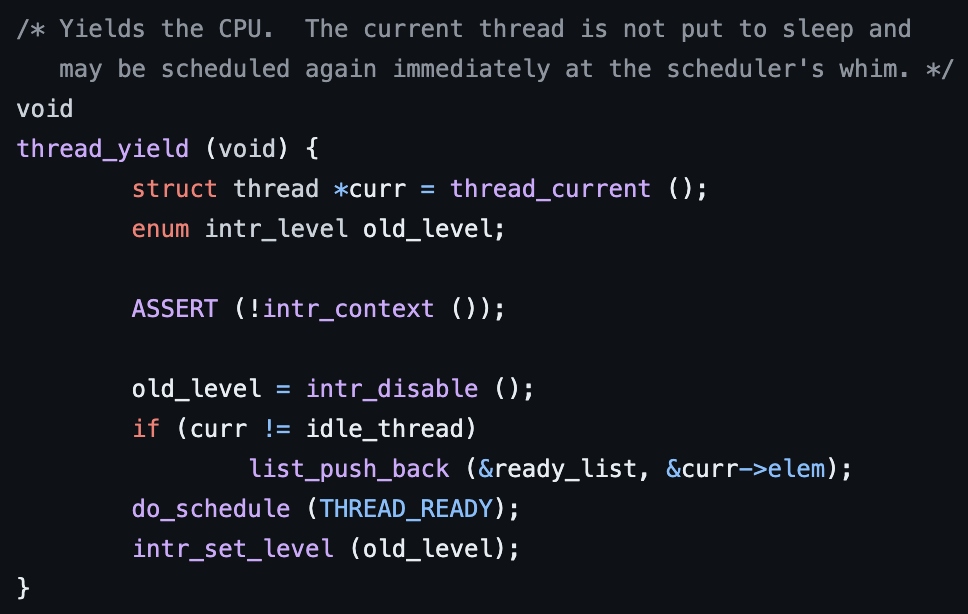 /* Yields the CPU.  The current thread is not put to sleep and
   may be scheduled again immediately at the scheduler's whim. */
void
thread_yield (void) {
        struct thread *curr = thread_current ();
        enum intr_level old_level;

        ASSERT (!intr_context ());

        old_level = intr_disable ();
        if (curr != idle_thread)
                list_push_back (&ready_list, &curr->elem);
        do_schedule (THREAD_READY);
        intr_set_level (old_level);
}